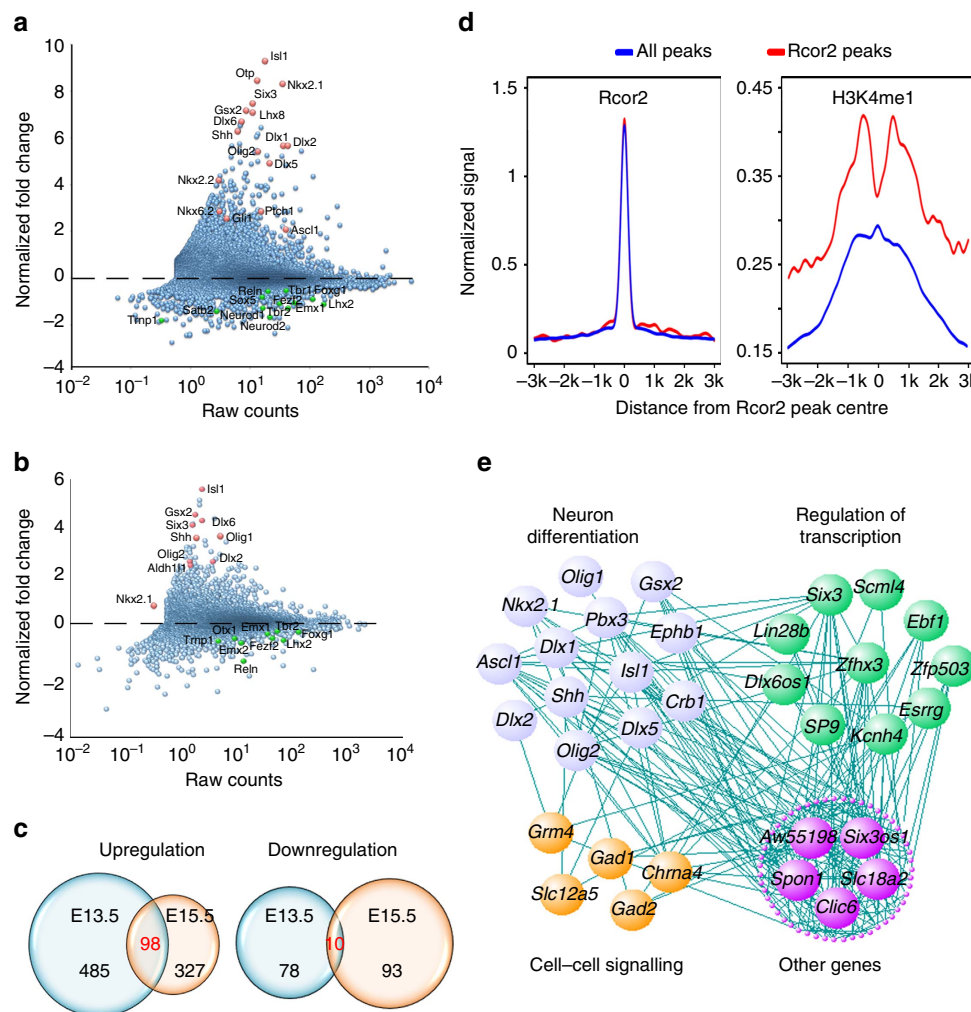 a
10
8
6
4
2
0
−2
−4
Normalized fold change
Isl1
Otp
Nkx2.1
Six3
Gsx2
Lhx8
Dlx6
Shh
Dlx1
Dlx2
Olig2
Dlx5
Nkx2.2
Nkx6.2
Gli1
Ptch1
Ascl1
Reln
Tbr1
Foxg1
Sox5
Fezf2
Lhx2
Satb2
Neurod1
Tbr2
Emx1
Trnp1
Neurod2
10−2
10−1
100
101
102
103
104
Raw counts
b
6
4
2
0
−2
−4
Normalized fold change
Isl1
Gsx2
Dlx6
Six3
Shh
Olig1
Olig2
Dlx2
Aldh1l1
Nkx2.1
Otx1
Emx1
Tbr2
Trnp1
Foxg1
Emx2
Fezf2
Lhx2
Reln
10−2
10−1
100
101
102
103
104
Raw counts
c
Upregulation
Downregulation
E13.5
E15.5
98
485
327
E13.5
E15.5
10
78
93
d
All peaks
Rcor2 peaks
Normalized signal
1.5
1
0.5
0
Rcor2
−3k
−1k
0
1k
3k
0.45
0.35
0.25
0.15
H3K4me1
−3k
−1k
0
1k
3k
Distance from Rcor2 peak centre
e
Neuron
differentiation
Regulation of
transcription
Olig1
Gsx2
Nkx2.1
Pbx3
Ephb1
Dlx1
Ascl1
Isl1
Shh
Crb1
Dlx2
Dlx5
Olig2
Six3
Scml4
Ebf1
Lin28b
Zfhx3
Zfp503
Dlx6os1
Esrrg
SP9
Kcnh4
Grm4
Gad1
Chrna4
Slc12a5
Gad2
Aw55198
Six3os1
Spon1
Slc18a2
Clic6
Cell–cell signalling
Other genes